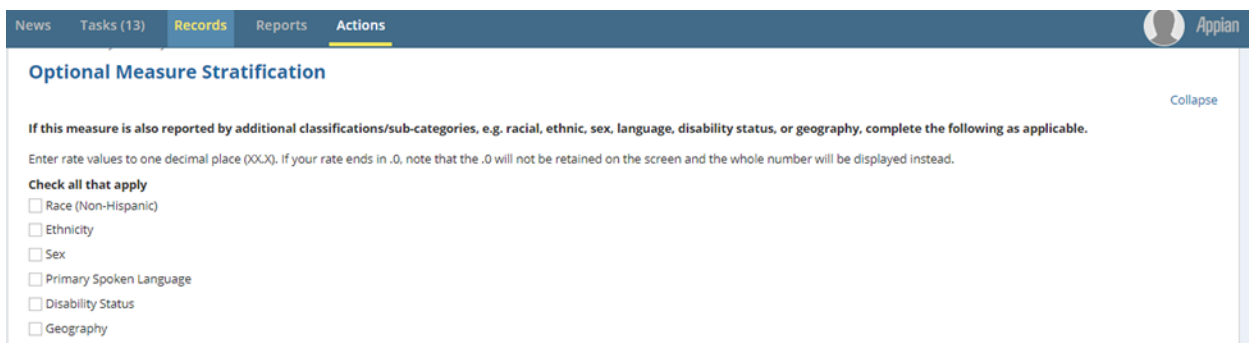 News Tasks (13) Records Reports Actions Appian
Optional Measure Stratification
Collapse
If this measure is also reported by additional classifications/sub-categories, e.g. racial, ethnic, sex, language, disability status, or geography, complete the following as applicable.
Enter rate values to one decimal place (XX.X). If your rate ends in .0, note that the .0 will not be retained on the screen and the whole number will be displayed instead.
Check all that apply
Race (Non-Hispanic)
Ethnicity
Sex
Primary Spoken Language
Disability Status
Geography